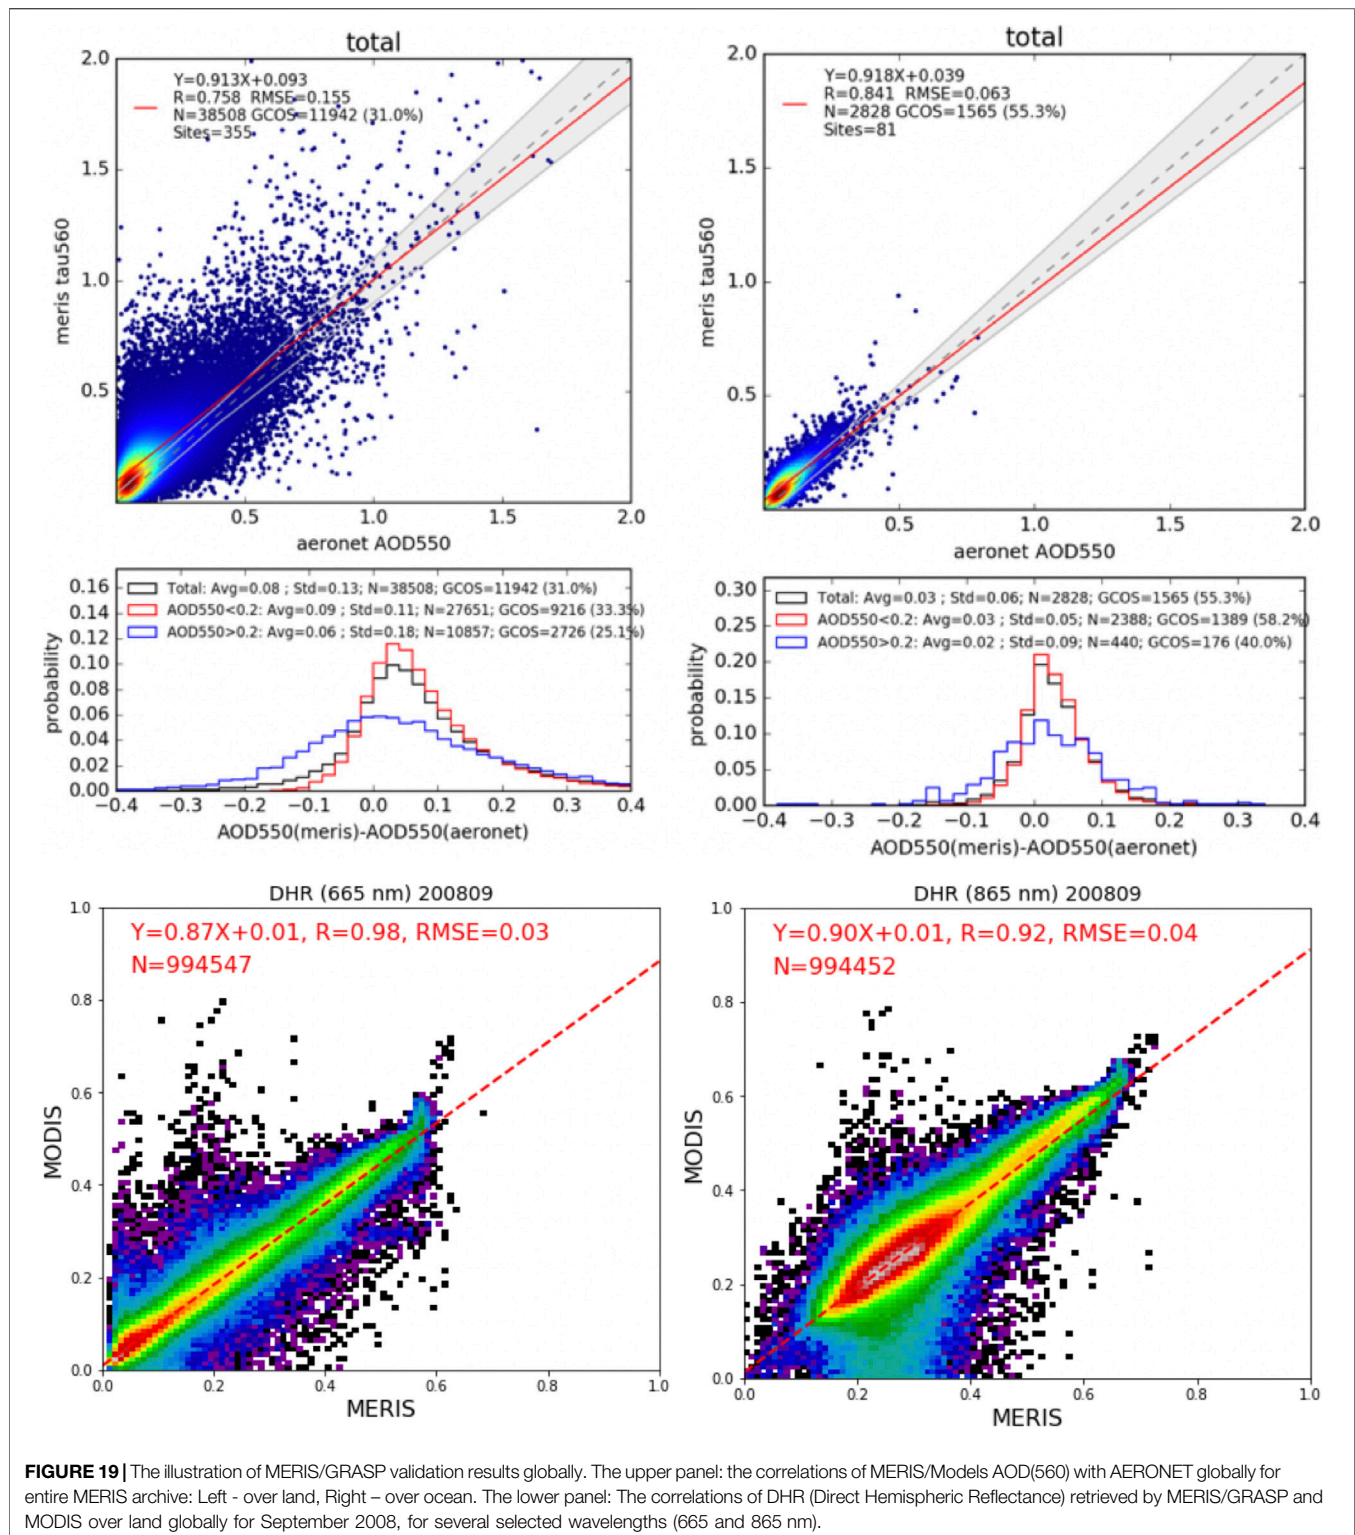 total
Y=0.913X+0.093
R=0.758 RMSE=0.155
N=38508 GCOS=11942 (31.0%)
Sites=355
2.0
1.5
1.0
0.5
meris tau560
0.5 1.0 1.5 2.0
aeronet AOD550
total
Y=0.918X+0.039
R=0.841 RMSE=0.063
N=2828 GCOS=1565 (55.3%)
Sites=81
2.0
1.5
1.0
0.5
meris tau560
0.5 1.0 1.5 2.0
aeronet AOD550
Total: Avg=0.08 ; Std=0.13; N=38508; GCOS=11942 (31.0%)
AOD550<0.2: Avg=0.09 ; Std=0.11; N=27651; GCOS=9216 (33.3%)
AOD550>0.2: Avg=0.06 ; Std=0.18; N=10857; GCOS=2726 (25.1%)
0.16
0.14
0.12
0.10
0.08
0.06
0.04
0.02
0.00
probability
−0.4 −0.3 −0.2 −0.1 0.0 0.1 0.2 0.3 0.4
AOD550(meris)-AOD550(aeronet)
Total: Avg=0.03 ; Std=0.06; N=2828; GCOS=1565 (55.3%)
AOD550<0.2: Avg=0.03 ; Std=0.05; N=2388; GCOS=1389 (58.2%)
AOD550>0.2: Avg=0.02 ; Std=0.09; N=440; GCOS=176 (40.0%)
0.30
0.25
0.20
0.15
0.10
0.05
0.00
probability
−0.4 −0.3 −0.2 −0.1 0.0 0.1 0.2 0.3 0.4
AOD550(meris)-AOD550(aeronet)
DHR (665 nm) 200809
Y=0.87X+0.01, R=0.98, RMSE=0.03
N=994547
1.0
0.8
0.6
0.4
0.2
0.0
MODIS
0.0 0.2 0.4 0.6 0.8 1.0
MERIS
DHR (865 nm) 200809
Y=0.90X+0.01, R=0.92, RMSE=0.04
N=994452
1.0
0.8
0.6
0.4
0.2
0.0
MODIS
0.0 0.2 0.4 0.6 0.8 1.0
MERIS
FIGURE 19 | The illustration of MERIS/GRASP validation results globally. The upper panel: the correlations of MERIS/Models AOD(560) with AERONET globally for
entire MERIS archive: Left - over land, Right – over ocean. The lower panel: The correlations of DHR (Direct Hemispheric Reflectance) retrieved by MERIS/GRASP and
MODIS over land globally for September 2008, for several selected wavelengths (665 and 865 nm).